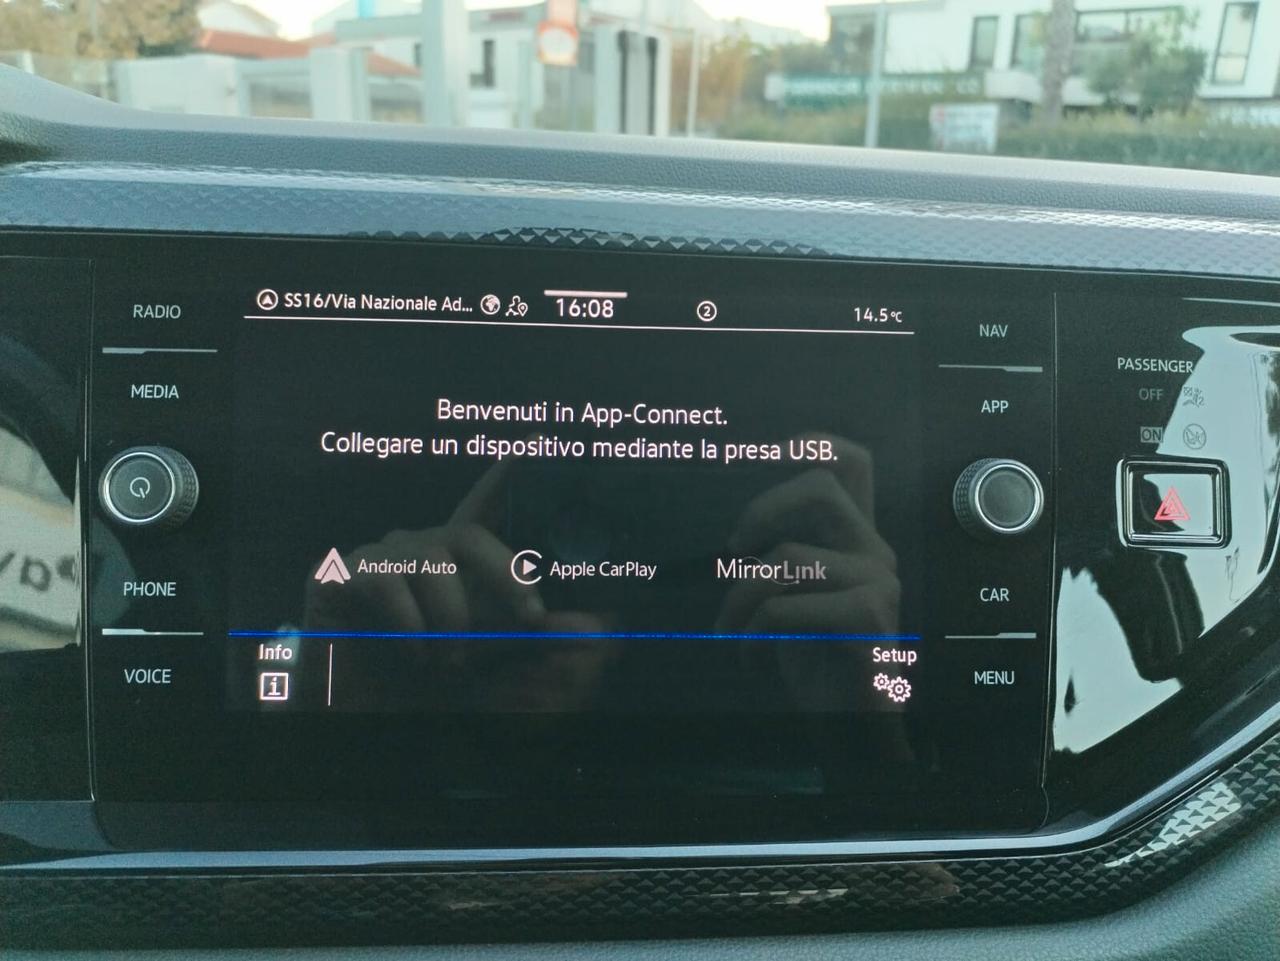 SS16/Via Nazionale Ad...
16:08
2
14.5°C
RADIO
MEDIA
PHONE
VOICE
Benvenuti in App-Connect.
Collegare un dispositivo mediante la presa USB.
Android Auto
Apple CarPlay
MirrorLink
Info
Setup
NAV
APP
CAR
MENU
PASSENGER
OFF
ON